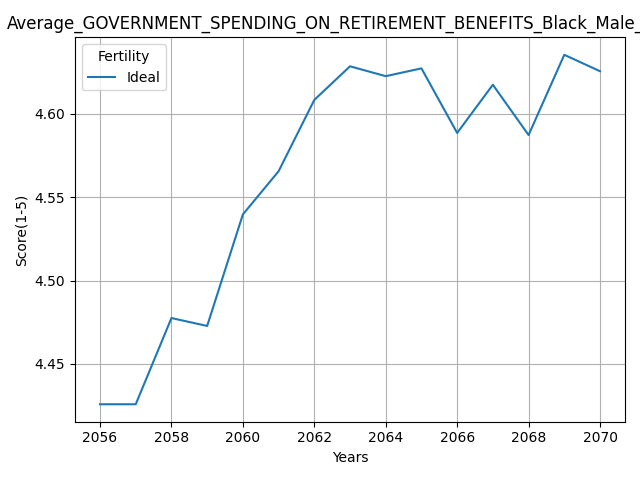 Average_GOVERNMENT_SPENDING_ON_RETIREMENT_BENEFITS_Black_Male_
Fertility
Ideal
4.60
4.55
4.50
4.45
Score(1-5)
2056 2058 2060 2062 2064 2066 2068 2070
Years